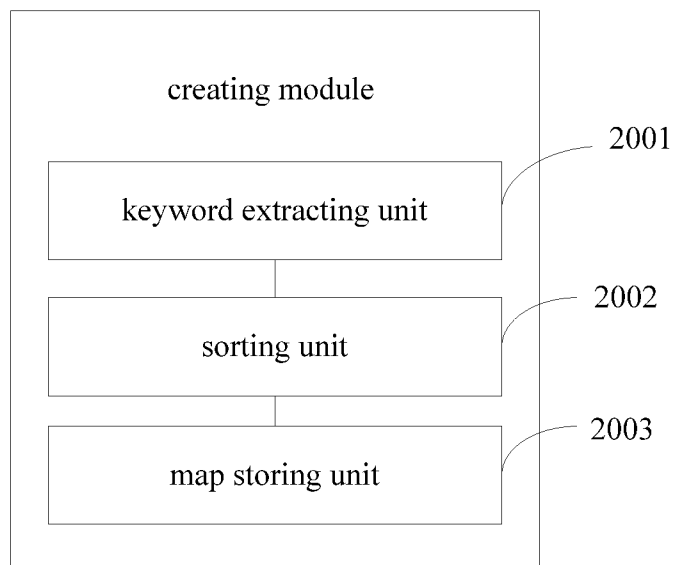 creating module
2001
keyword extracting unit
2002
sorting unit
2003
map storing unit